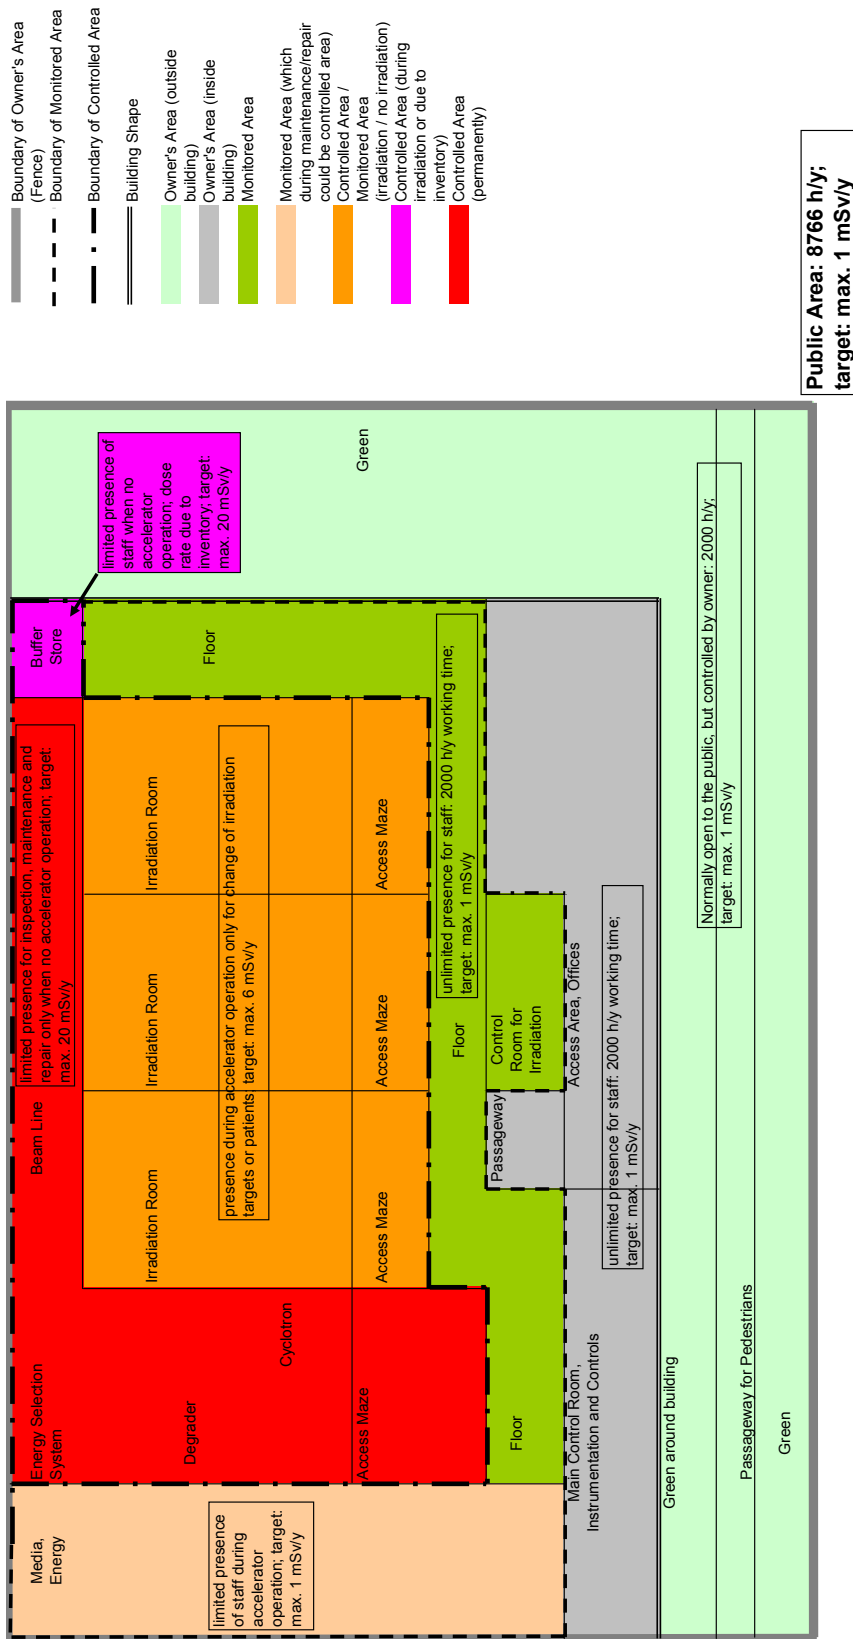 Media,
Energy
limited presence
of staff during
accelerator
operation; target:
max. 1 mSv/y
Energy Selection
System
Degrader
Cyclotron
Access Maze
Floor
Main Control Room,
Instrumentation and Controls
Beam Line
limited presence for inspection, maintenance and
repair only when no accelerator operation; target:
max. 20 mSv/y
Buffer
Store
limited presence of
staff when no
accelerator
operation; dose
rate due to
inventory; target:
max. 20 mSv/y
Irradiation Room
Irradiation Room
Irradiation Room
presence during accelerator operation only for change of irradiation
targets or patients; target: max. 6 mSv/y
Access Maze
Access Maze
Access Maze
Floor
Floor
unlimited presence for staff: 2000 h/y working time;
target: max. 1 mSv/y
Passageway
Control
Room for
Irradiation
Access Area, Offices
unlimited presence for staff: 2000 h/y working time;
target: max. 1 mSv/y
Green
Green around building
Normally open to the public, but controlled by owner: 2000 h/y;
target: max. 1 mSv/y
Passageway for Pedestrians
Green
Boundary of Owner's Area
(Fence)
Boundary of Monitored Area
Boundary of Controlled Area
Building Shape
Owner's Area (outside
building)
Owner's Area (inside
building)
Monitored Area
Monitored Area (which
during maintenance/repair
could be controlled area)
Controlled Area /
Monitored Area
(irradiation / no irradiation)
Controlled Area (during
irradiation or due to
inventory)
Controlled Area
(permanently)
Public Area: 8766 h/y;
target: max. 1 mSv/y